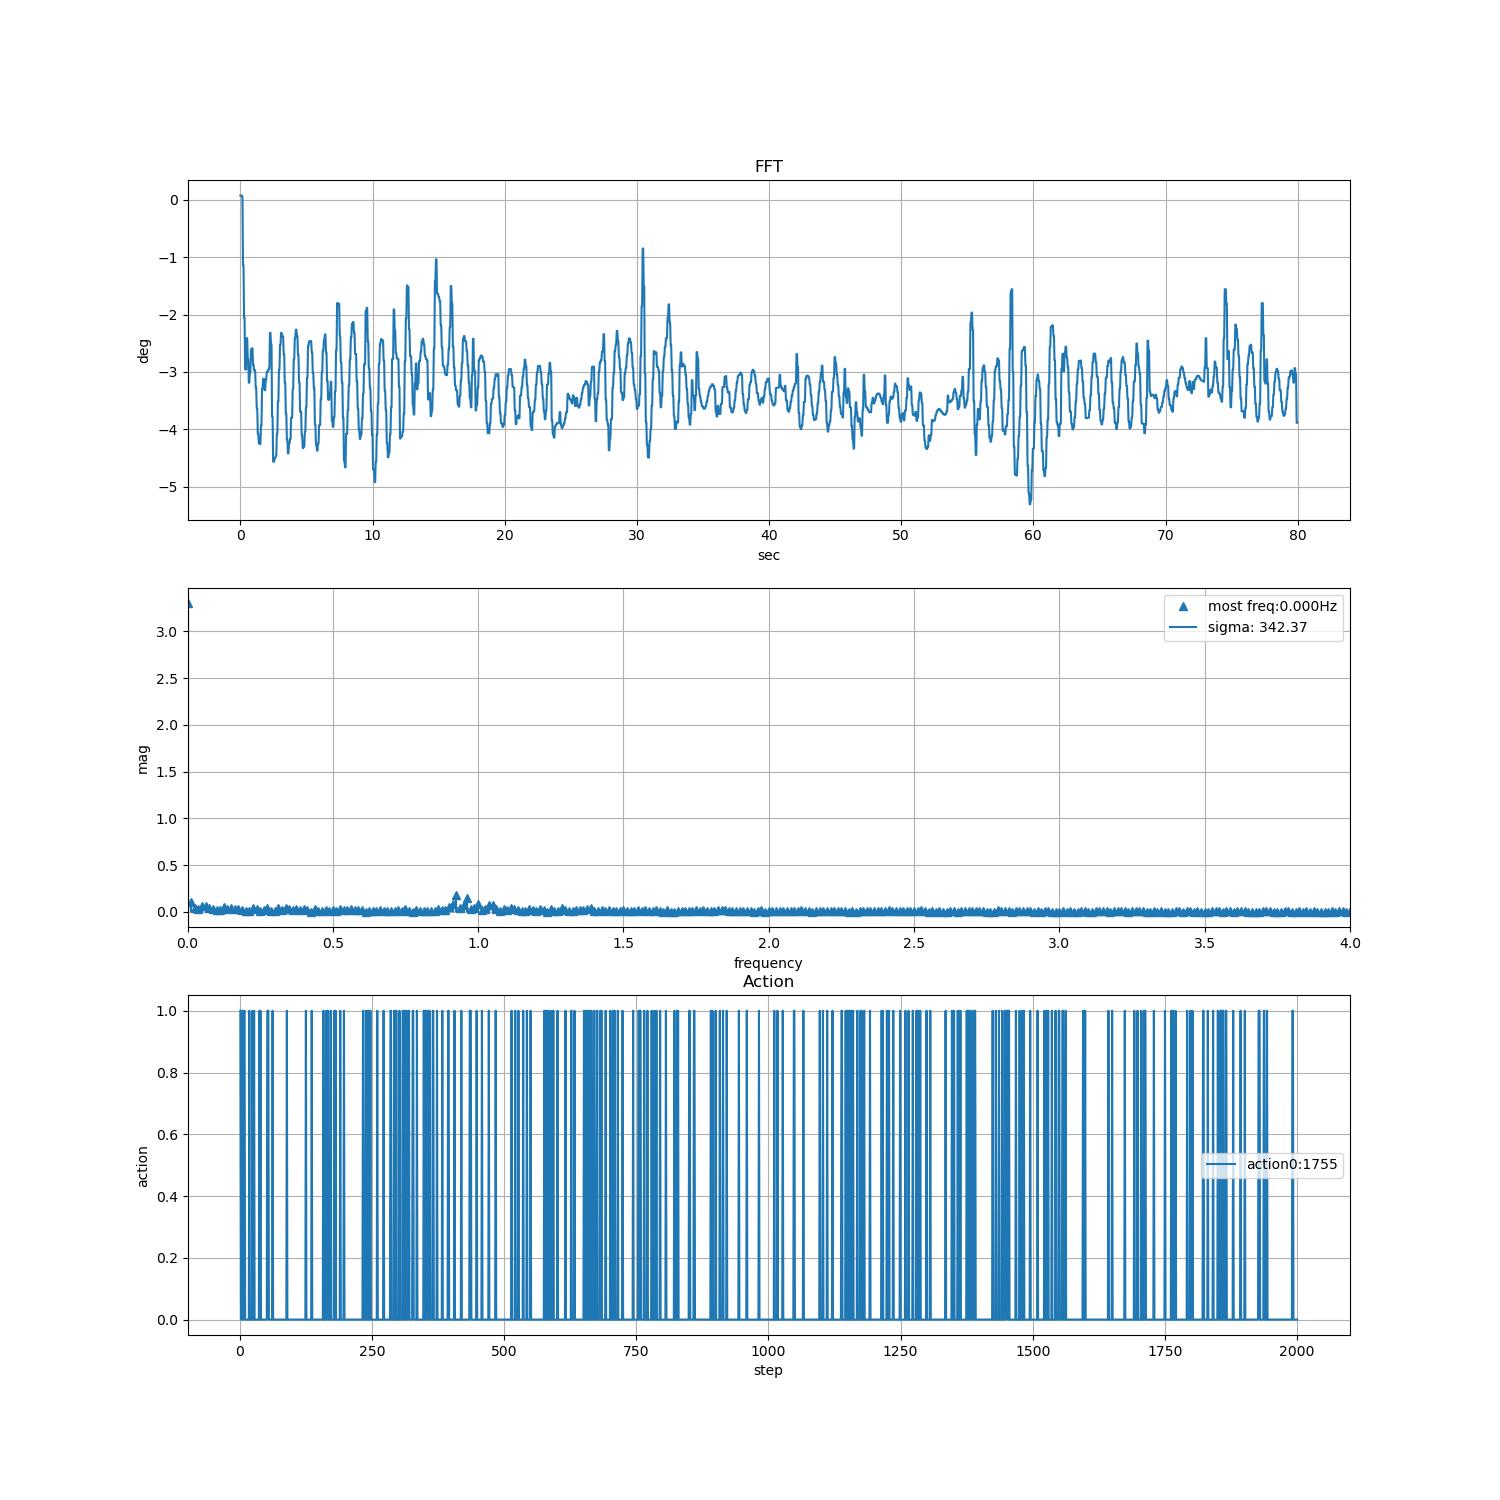 FFT
0
−1
−2
−3
−4
−5
deg
0 10 20 30 40 50 60 70 80
sec
most freq:0.000Hz
sigma: 342.37
3.0
2.5
2.0
1.5
1.0
0.5
0.0
mag
0.0 0.5 1.0 1.5 2.0 2.5 3.0 3.5 4.0
frequency
Action
1.0
0.8
0.6
0.4
0.2
0.0
action
action0:1755
0 250 500 750 1000 1250 1500 1750 2000
step